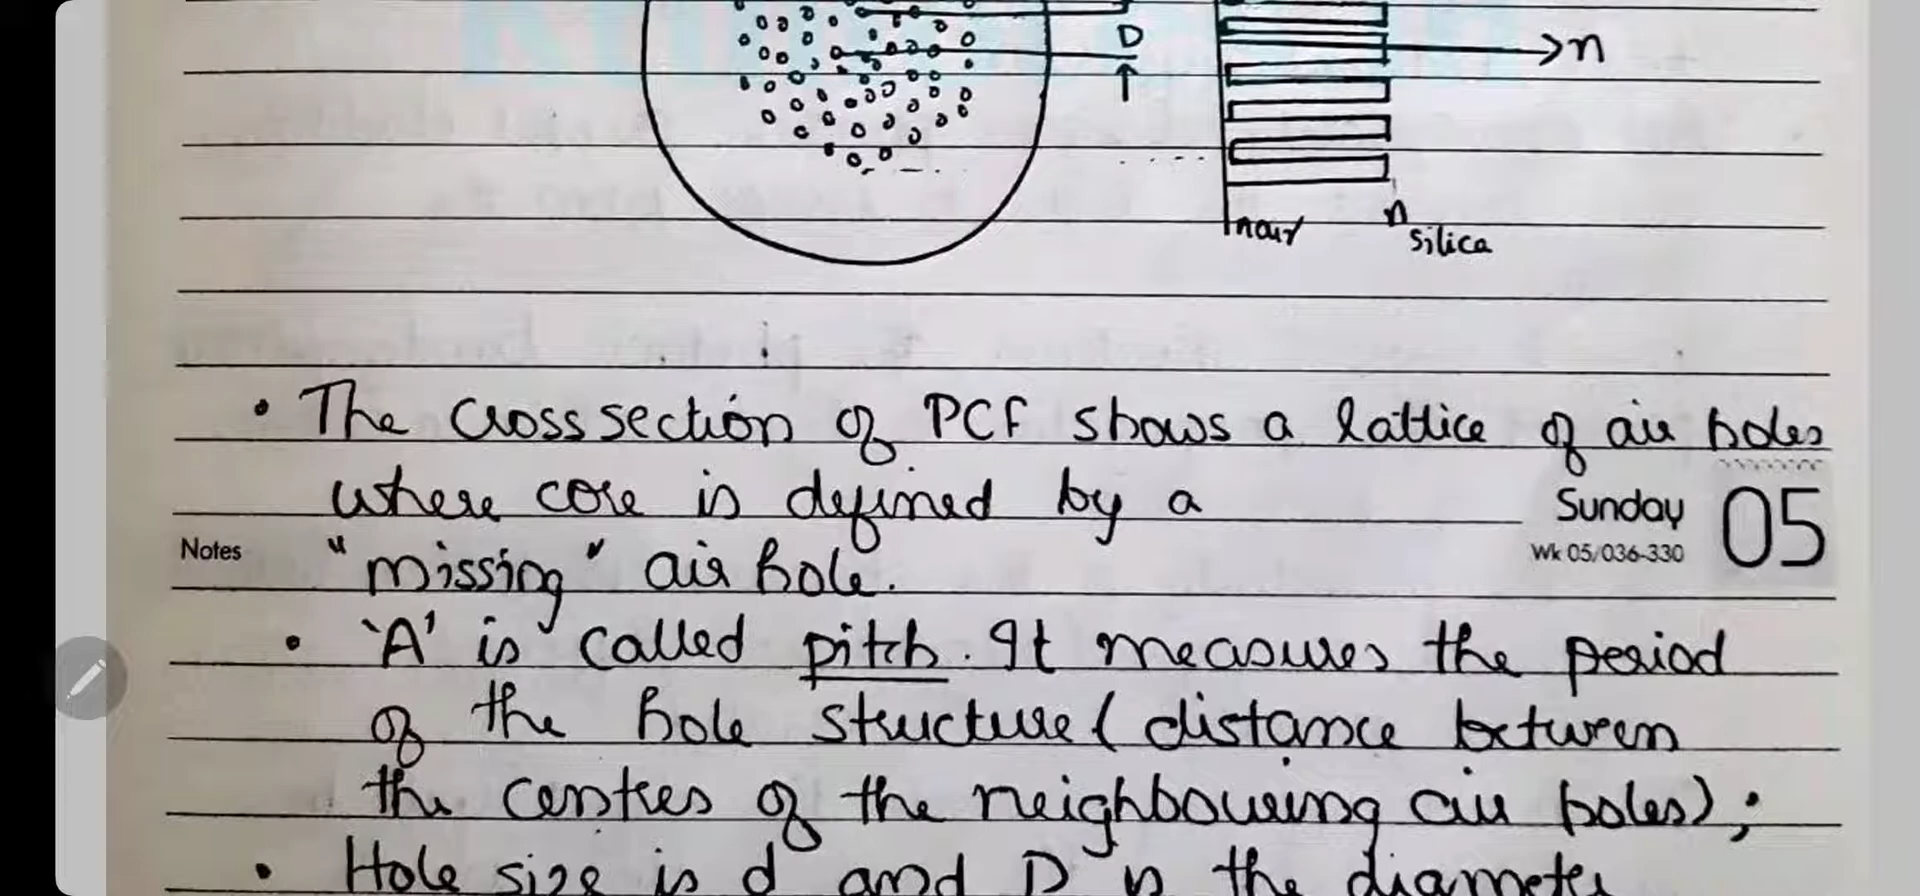 D
n
nair
n silica
• The cross section of PCF shows a lattice of air holes
where core is defined by a
Sunday 05
Wk 05/036-330
Notes
"missing" air hole.
• 'A' is called pitch. It measures the period
of the hole structure (distance between
the centres of the neighbouring air holes);
• Hole size is d and D is the diameter